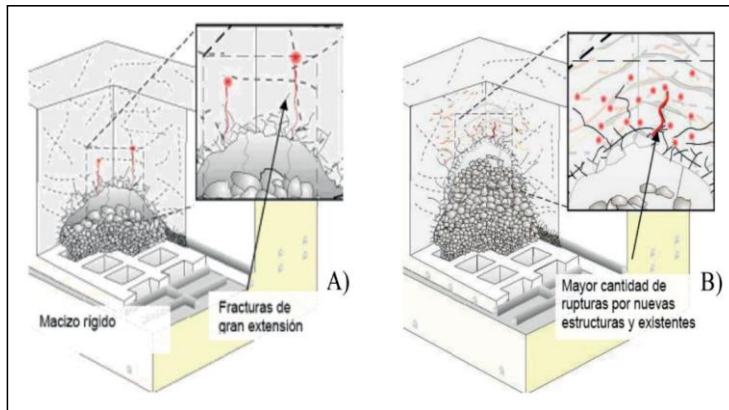 A)
Macizo rígido
Fracturas de
gran extensión
B)
Mayor cantidad de
rupturas por nuevas
estructuras y existentes